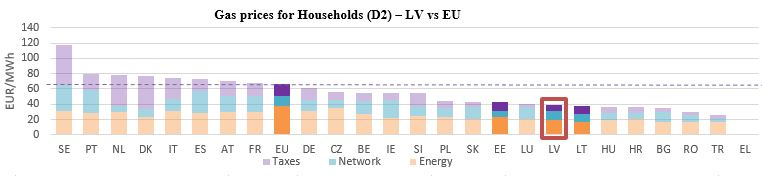 Gas prices for Households (D2) – LV vs EU
EUR/MWh
140
120
100
80
60
40
20
0
SE PT NL DK IT ES AT FR EU DE CZ BE IE SI PL SK EE LU LV LT HU HR BG RO TR EL
Taxes Network Energy